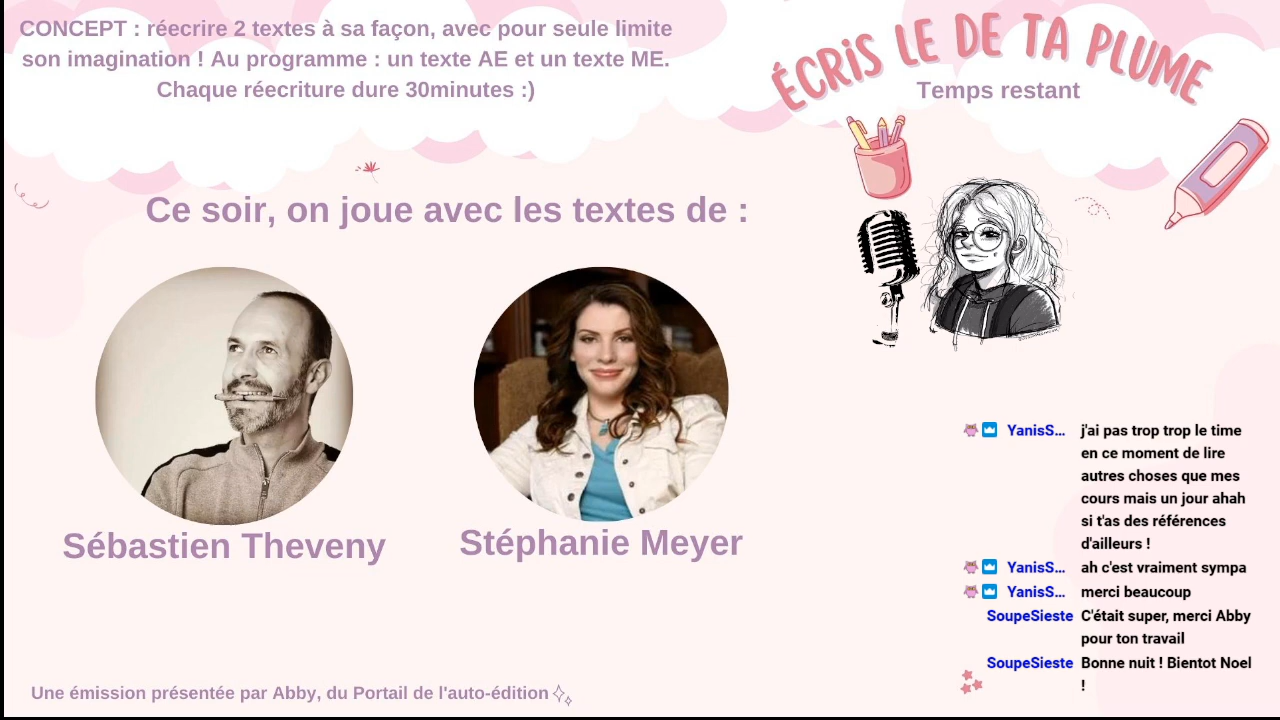 CONCEPT : réecrire 2 textes à sa façon, avec pour seule limite
son imagination ! Au programme : un texte AE et un texte ME.
Chaque réecriture dure 30minutes :)
ÉCRIS LE DE TA PLUME
Temps restant
Ce soir, on joue avec les textes de :
Sébastien Theveny
Stéphanie Meyer
YanisS... j'ai pas trop trop le time
en ce moment de lire
autres choses que mes
cours mais un jour ahah
si t'as des références
d'ailleurs !
YanisS... ah c'est vraiment sympa
YanisS... merci beaucoup
SoupeSieste C'était super, merci Abby
pour ton travail
SoupeSieste Bonne nuit ! Bientot Noel
!
Une émission présentée par Abby, du Portail de l'auto-édition